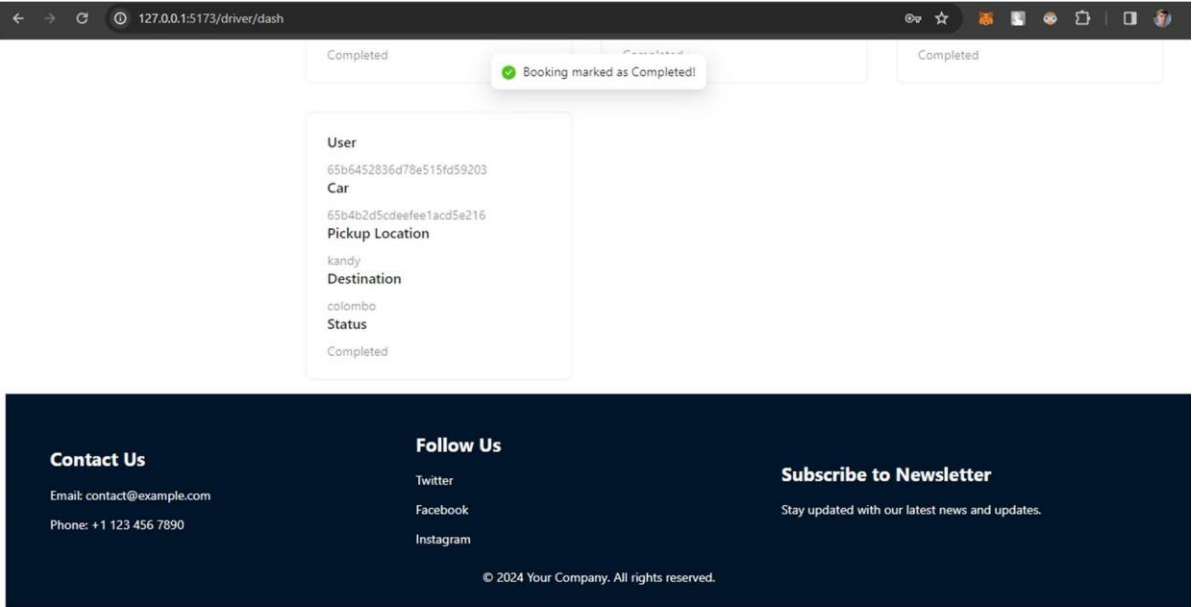 127.0.0.1:5173/driver/dash
Completed
Completed
Completed
Booking marked as Completed!
User
65b6452836d78e515fd59203
Car
65b4b2d5cdeefee1acd5e216
Pickup Location
kandy
Destination
colombo
Status
Completed
Contact Us
Email: contact@example.com
Phone: +1 123 456 7890
Follow Us
Twitter
Facebook
Instagram
Subscribe to Newsletter
Stay updated with our latest news and updates.
© 2024 Your Company. All rights reserved.